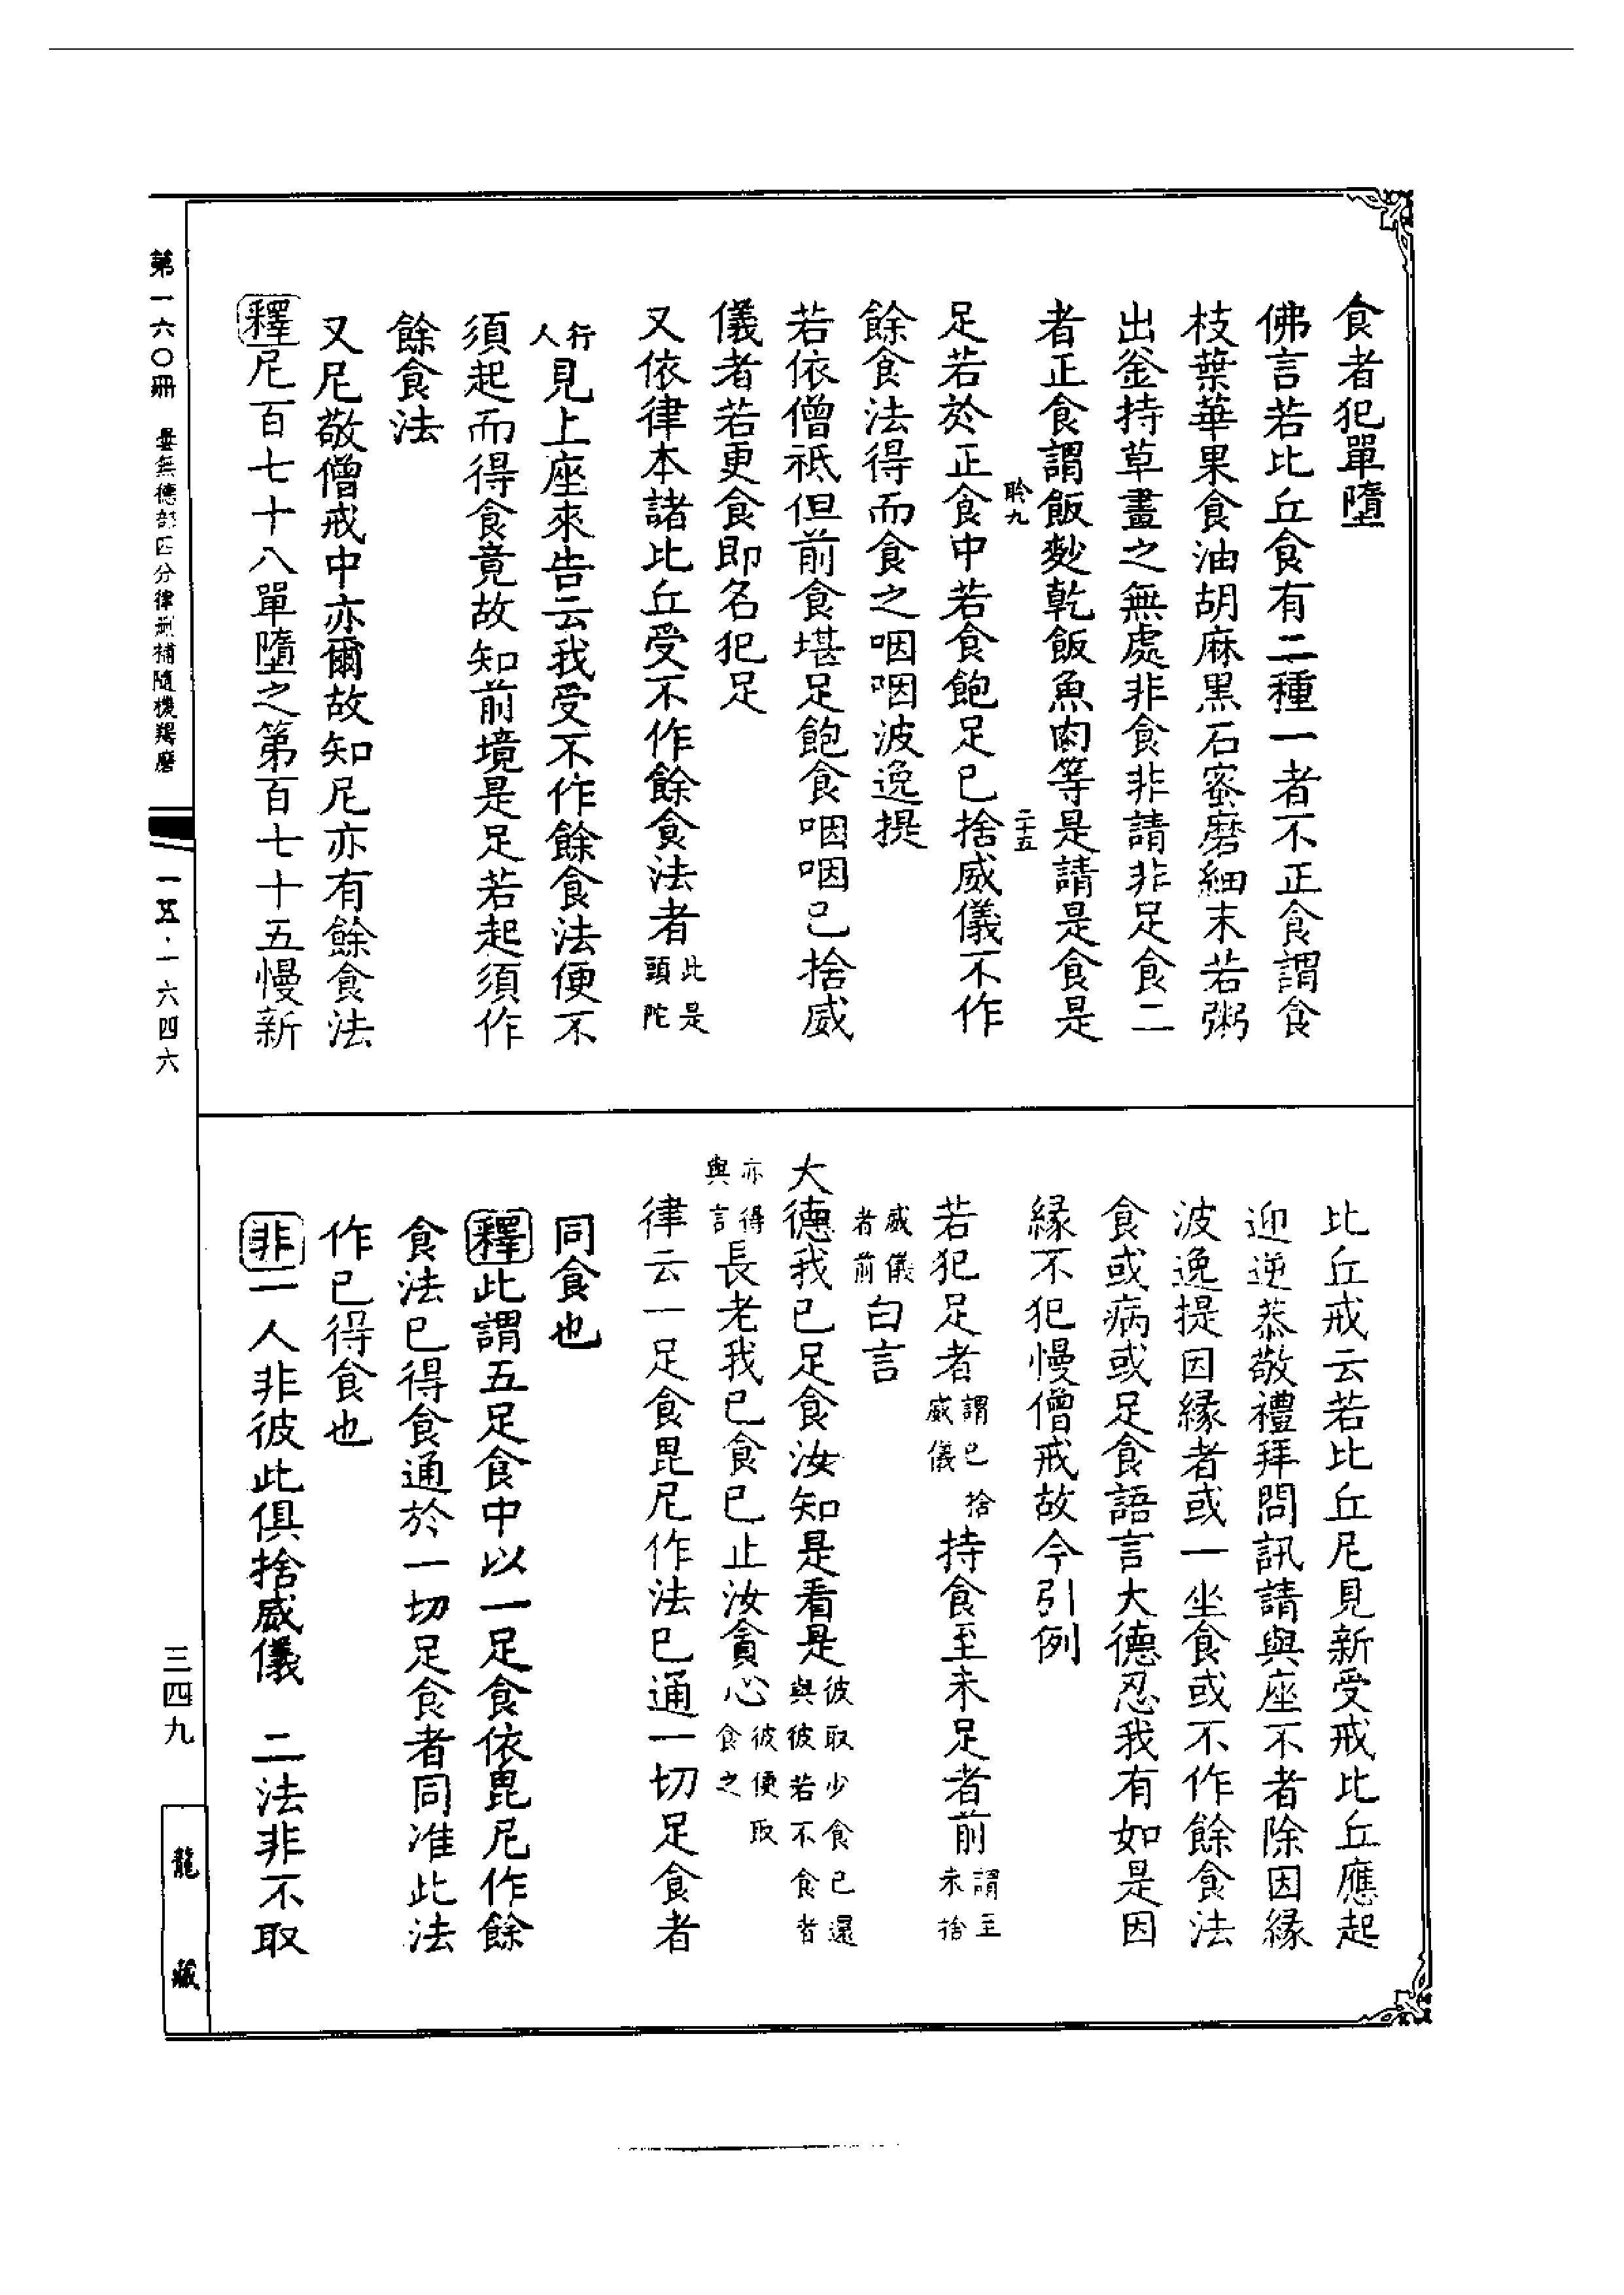 食者犯單墮
佛言若比丘食有二種一者不正食謂食
枝葉華果食油胡麻黑石蜜磨細末若粥
出釜持草畫之無處非食非請非足食二
者正食謂飯麨乾飯魚肉等是請是食是
聆九
二十五
足若於正食中若食飽足已捨威儀不作
餘食法得而食之咽咽波逸提
若依僧祇但前食堪足飽食咽咽已捨威
儀者若更食即名犯足
又依律本諸比丘受不作餘食法者此是頭陀
行人見上座來告云我受不作餘食法便不
須起而得食竟故知前境是足若起須作
餘食法
又尼敬僧戒中亦爾故知尼亦有餘食法
釋尼百七十八單墮之第百七十五慢新
比丘戒云若比丘尼見新受戒比丘應起
迎逆恭敬禮拜問訊請與座不者除因緣
波逸提因緣者或一坐食或不作餘食法
食或病或足食語言大德忍我有如是因
緣不犯慢僧戒故今引例
若犯足者謂已捨威儀持食至未足者前謂至未捨
威儀者前白言
大德我已足食汝知是看是彼取少食已還與彼若不食者
亦得與言長老我已食已止汝貪心彼便取食之
律云一足食毘尼作法已通一切足食者
同食也
釋此謂五足食中以一足食依毘尼作餘
食法已得食通於一切足食者同准此法
作已得食也
非一人非彼此俱捨威儀　二法非不取
第一六〇冊　曇無德部四分律刪補隨機羯磨
一五·一六四六
三四九
龍藏